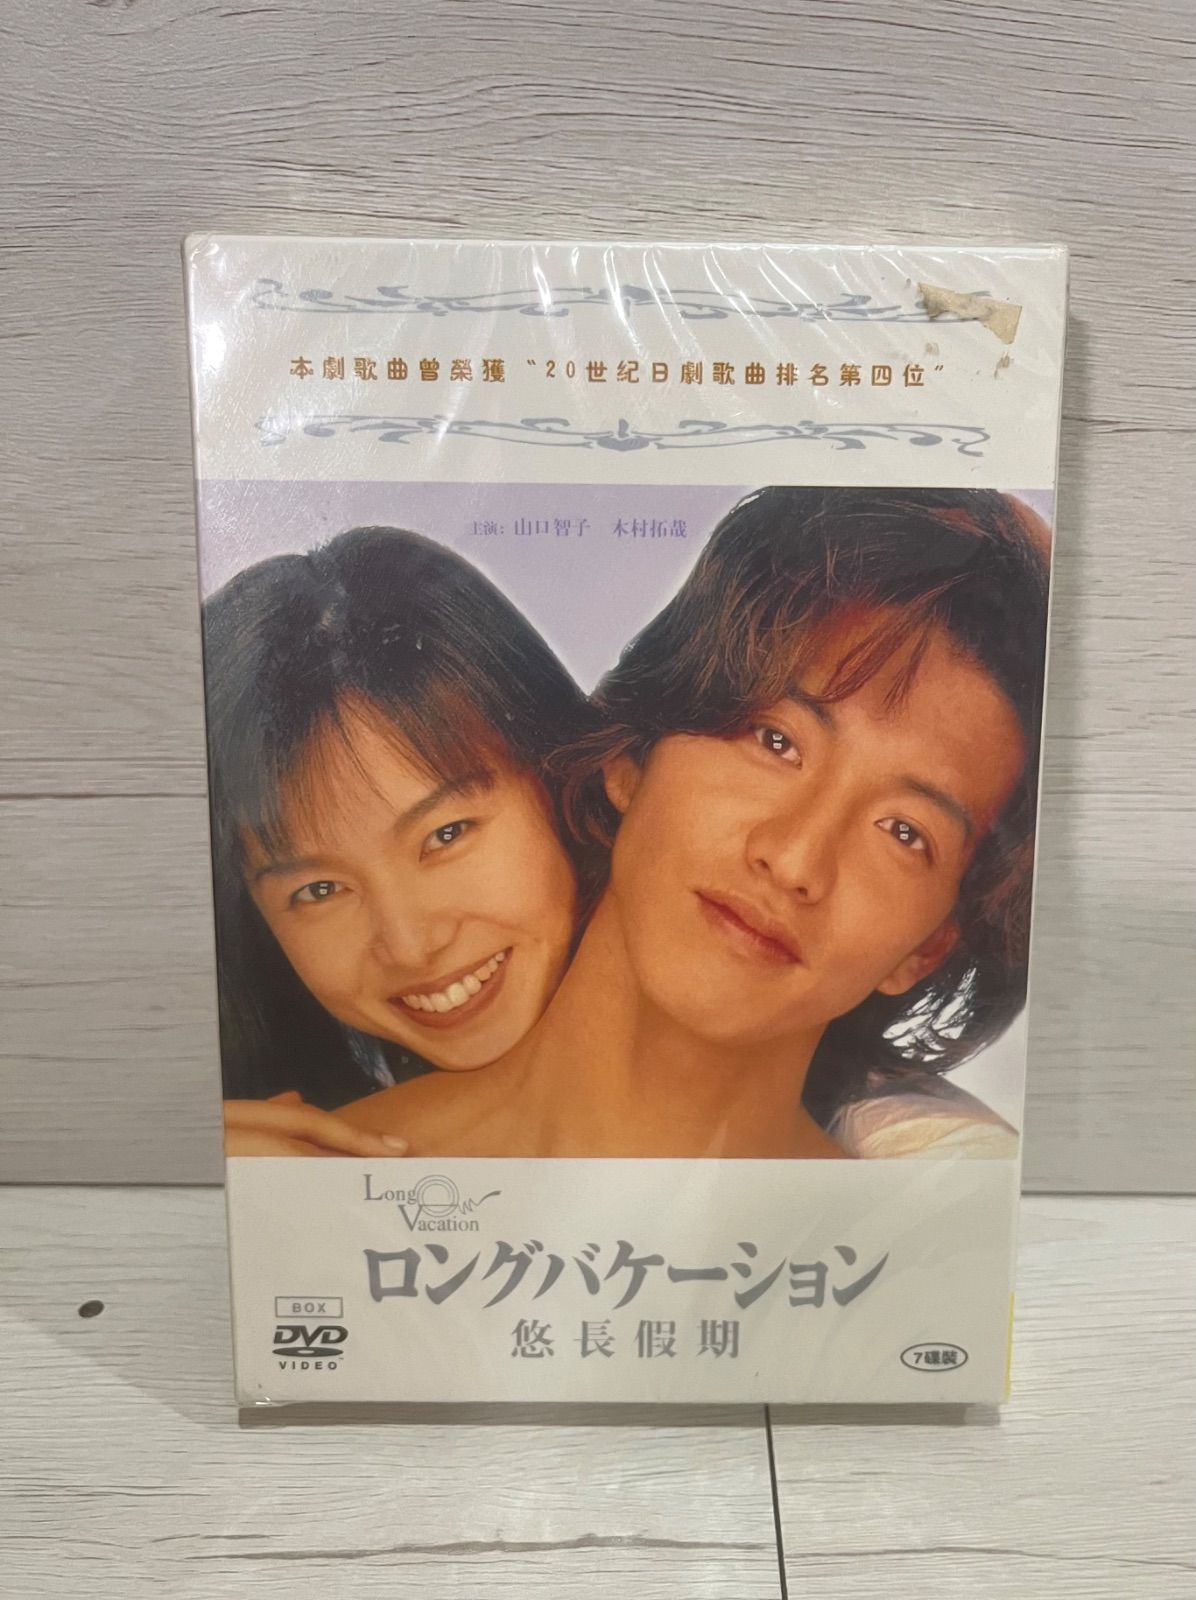 本劇歌曲曾榮獲“20世紀日劇歌曲排名第四位”
主演：山口智子 木村拓哉
Long
Vacation
ロングバケーション
悠長假期
BOX
DVD
VIDEO™
7碟裝